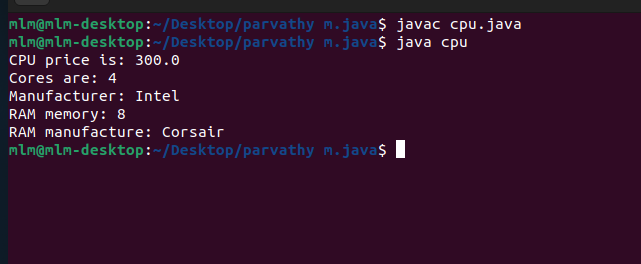 mlm@mlm-desktop:~/Desktop/parvathy m.java$ javac cpu.java
mlm@mlm-desktop:~/Desktop/parvathy m.java$ java cpu
CPU price is: 300.0
Cores are: 4
Manufacturer: Intel
RAM memory: 8
RAM manufacture: Corsair
mlm@mlm-desktop:~/Desktop/parvathy m.java$